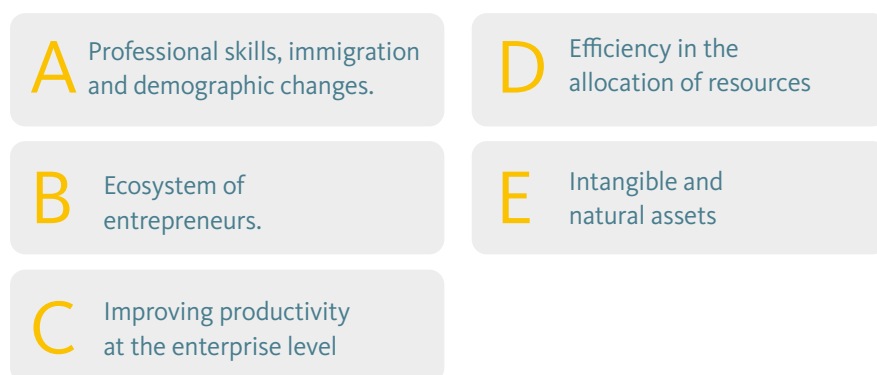 A
Professional skills, immigration
and demographic changes.
B
Ecosystem of
entrepreneurs.
C
Improving productivity
at the enterprise level
D
Efficiency in the
allocation of resources
E
Intangible and
natural assets